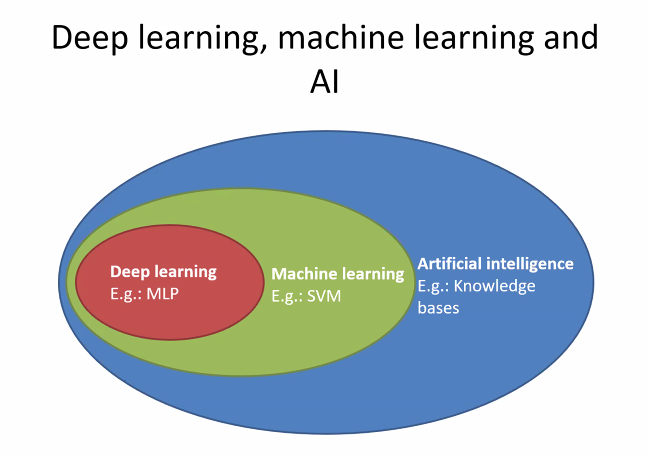 Deep learning, machine learning and
AI
Deep learning
E.g.: MLP
Machine learning
E.g.: SVM
Artificial intelligence
E.g.: Knowledge
bases